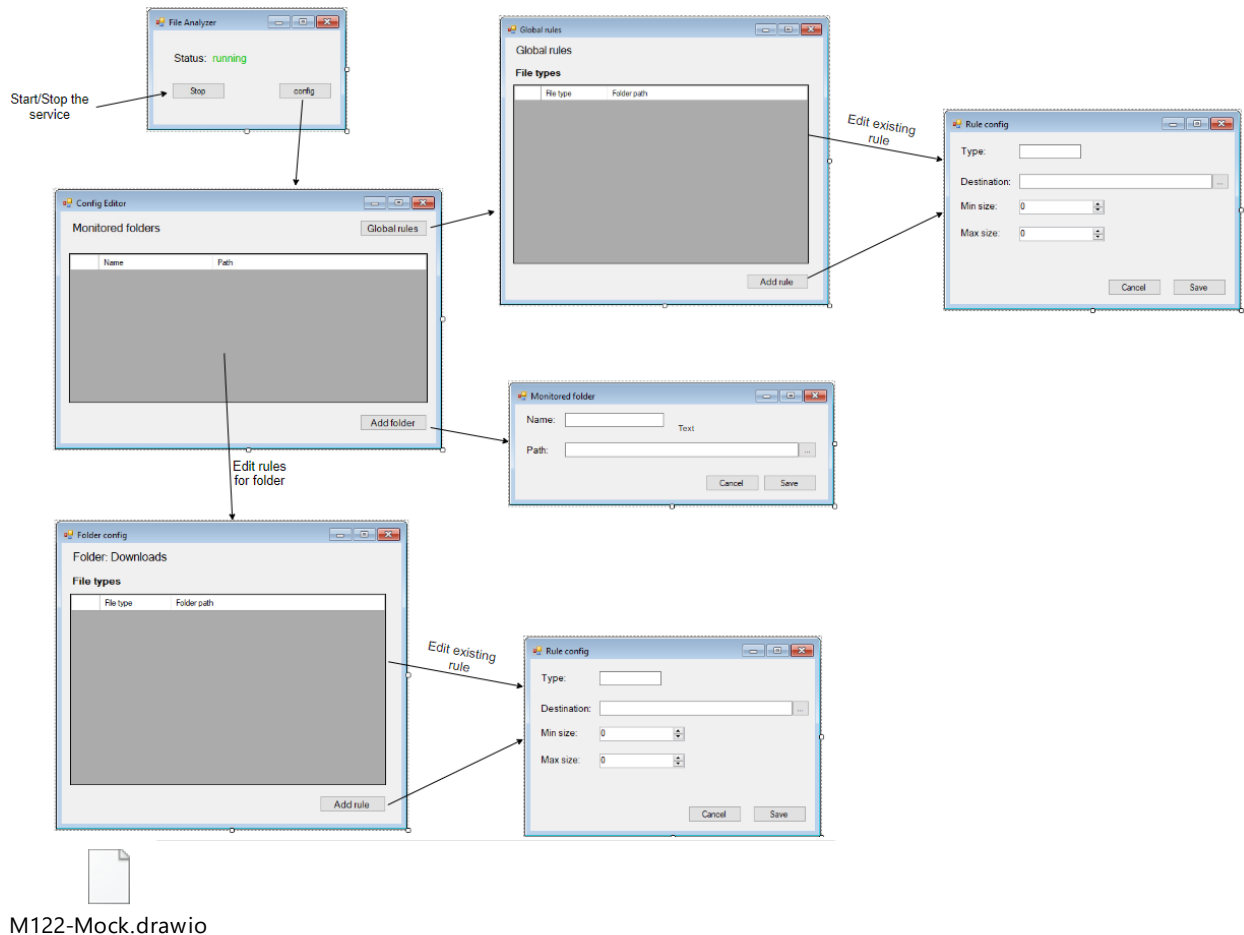 File Analyzer
Status: running
Stop
config
Start/Stop the
service
Global rules
Global rules
File types
File type
Folder path
Add rule
Edit existing
rule
Rule config
Type:
Destination:
...
Min size:
0
Max size:
0
Cancel
Save
Config Editor
Monitored folders
Global rules
Name
Path
Add folder
Monitored folder
Name:
Text
Path:
...
Cancel
Save
Edit rules
for folder
Folder config
Folder: Downloads
File types
File type
Folder path
Add rule
Edit existing
rule
Rule config
Type:
Destination:
...
Min size:
0
Max size:
0
Cancel
Save
M122-Mock.drawio